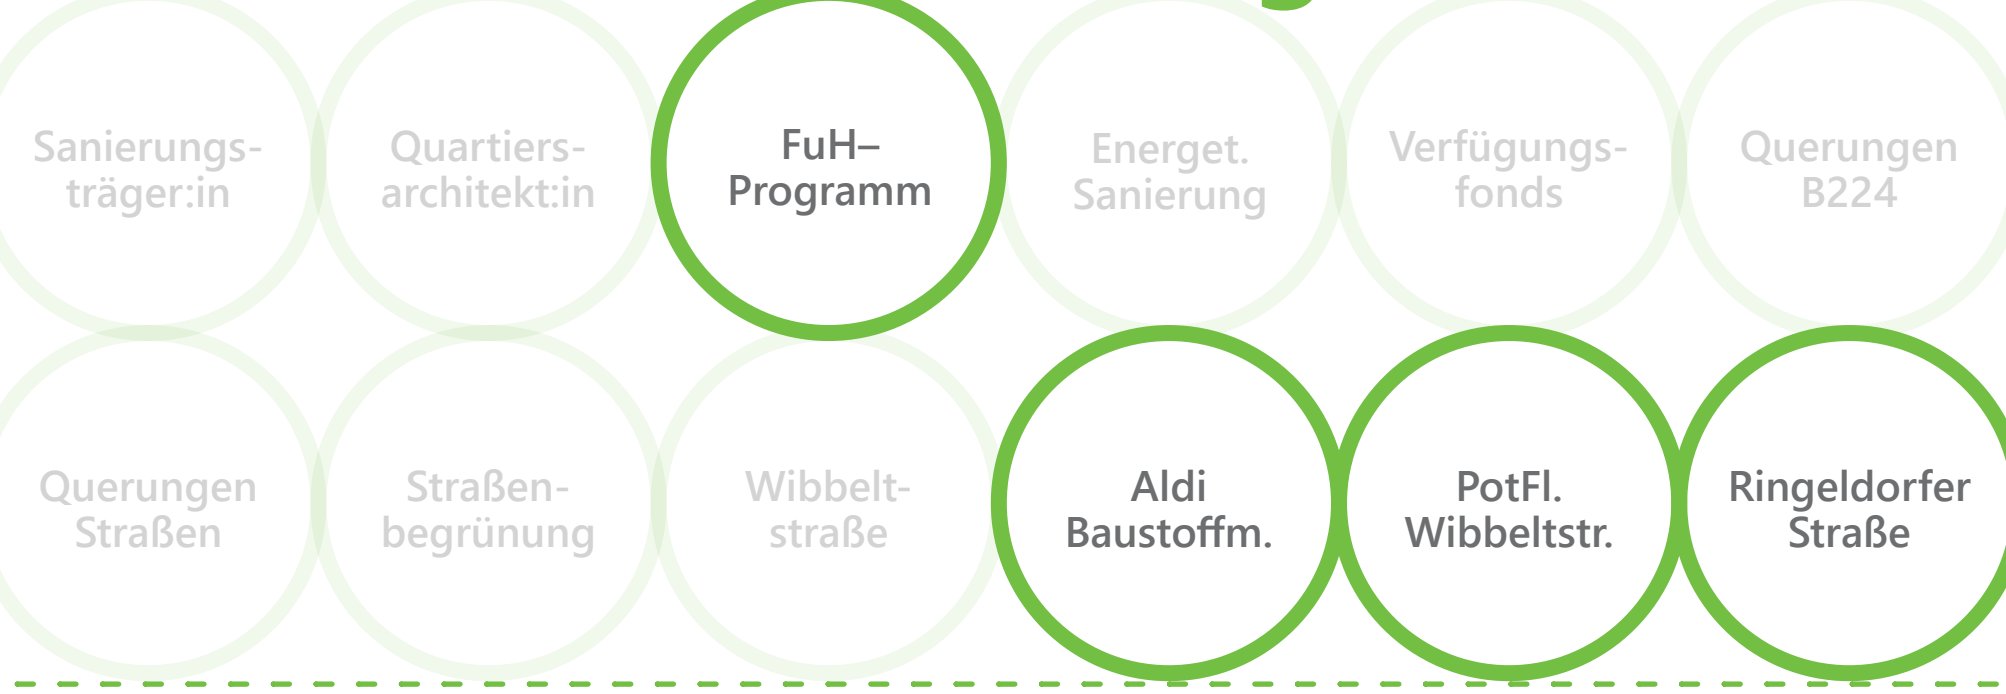 Sanierungs-
träger:in
Quartiers-
architekt:in
FuH–
Programm
Energet.
Sanierung
Verfügungs-
fonds
Querungen
B224
Querungen
Straßen
Straßen-
begrünung
Wibbelt-
straße
Aldi
Baustoffm.
PotFl.
Wibbeltstr.
Ringeldorfer
Straße